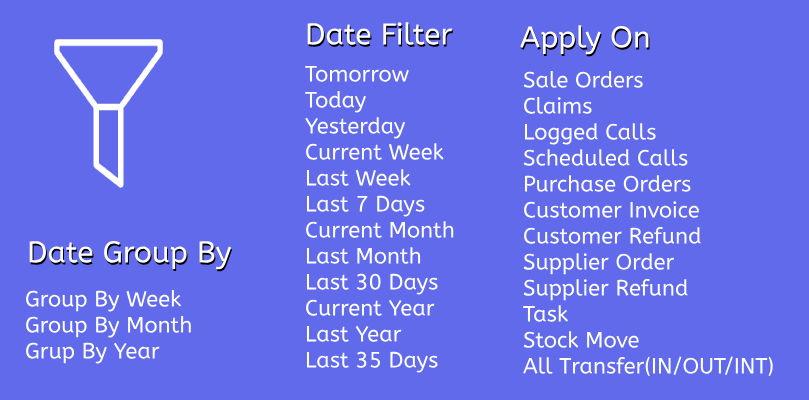 Date Group By
Group By Week
Group By Month
Grup By Year
Date Filter
Tomorrow
Today
Yesterday
Current Week
Last Week
Last 7 Days
Current Month
Last Month
Last 30 Days
Current Year
Last Year
Last 35 Days
Apply On
Sale Orders
Claims
Logged Calls
Scheduled Calls
Purchase Orders
Customer Invoice
Customer Refund
Supplier Order
Supplier Refund
Task
Stock Move
All Transfer(IN/OUT/INT)